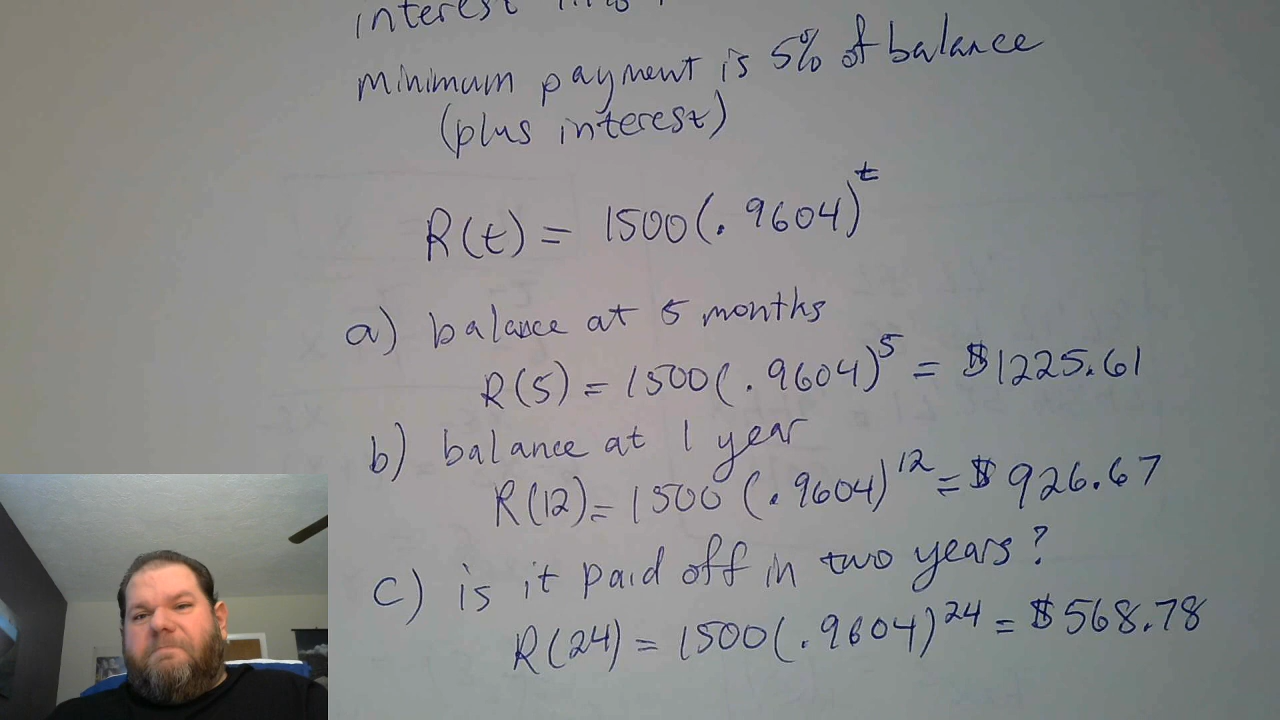 interest
minimum payment is 5% of balance
(plus interest)
R(t) = 1500(.9604)^t
a) balance at 5 months
R(5) = 1500(.9604)^5 = $1225.61
b) balance at 1 year
R(12) = 1500(.9604)^12 = $926.67
c) is it paid off in two years?
R(24) = 1500(.9604)^24 = $568.78